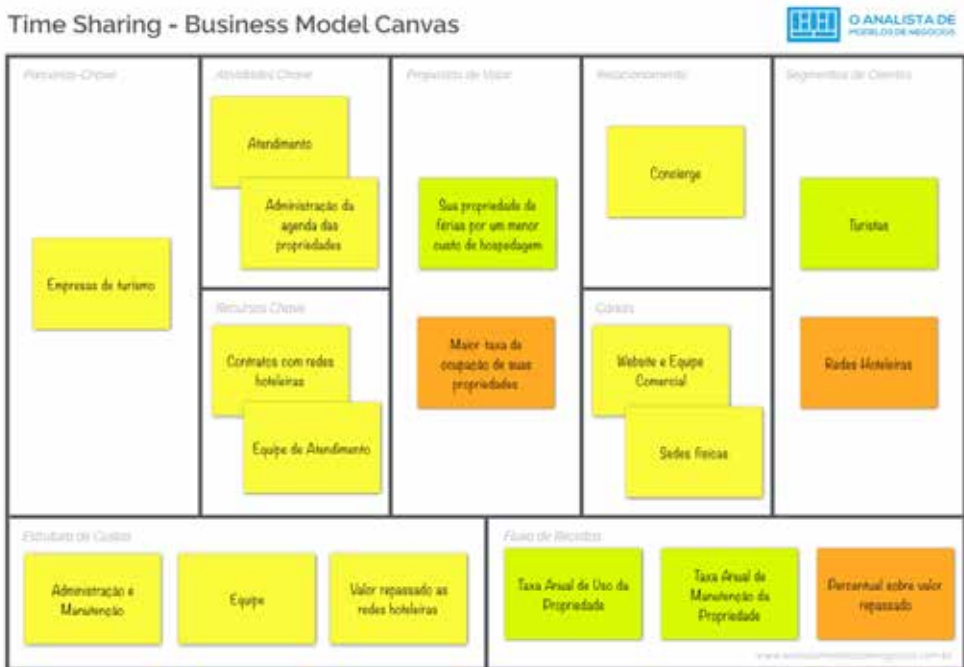 Time Sharing - Business Model Canvas
O ANALISTA DE
MODELOS DE NEGÓCIOS
Parcerias-Chave
Empresas de turismo
Atividades Chave
Atendimento
Administração da
agenda das
propriedades
Recursos Chave
Contratos com redes
hoteleiras
Equipe de Atendimento
Proposta de Valor
Sua propriedade de
férias por um menor
custo de hospedagem
Maior taxa de
ocupação de suas
propriedades
Relacionamento
Concierge
Canais
Website e Equipe
Comercial
Sedes físicas
Segmentos de Clientes
Turistas
Redes Hoteleiras
Estrutura de Custos
Administração e
Manutenção
Equipe
Valor repassado as
redes hoteleiras
Fluxo de Receitas
Taxa Anual de Uso da
Propriedade
Taxa Anual de
Manutenção da
Propriedade
Percentual sobre valor
repassado